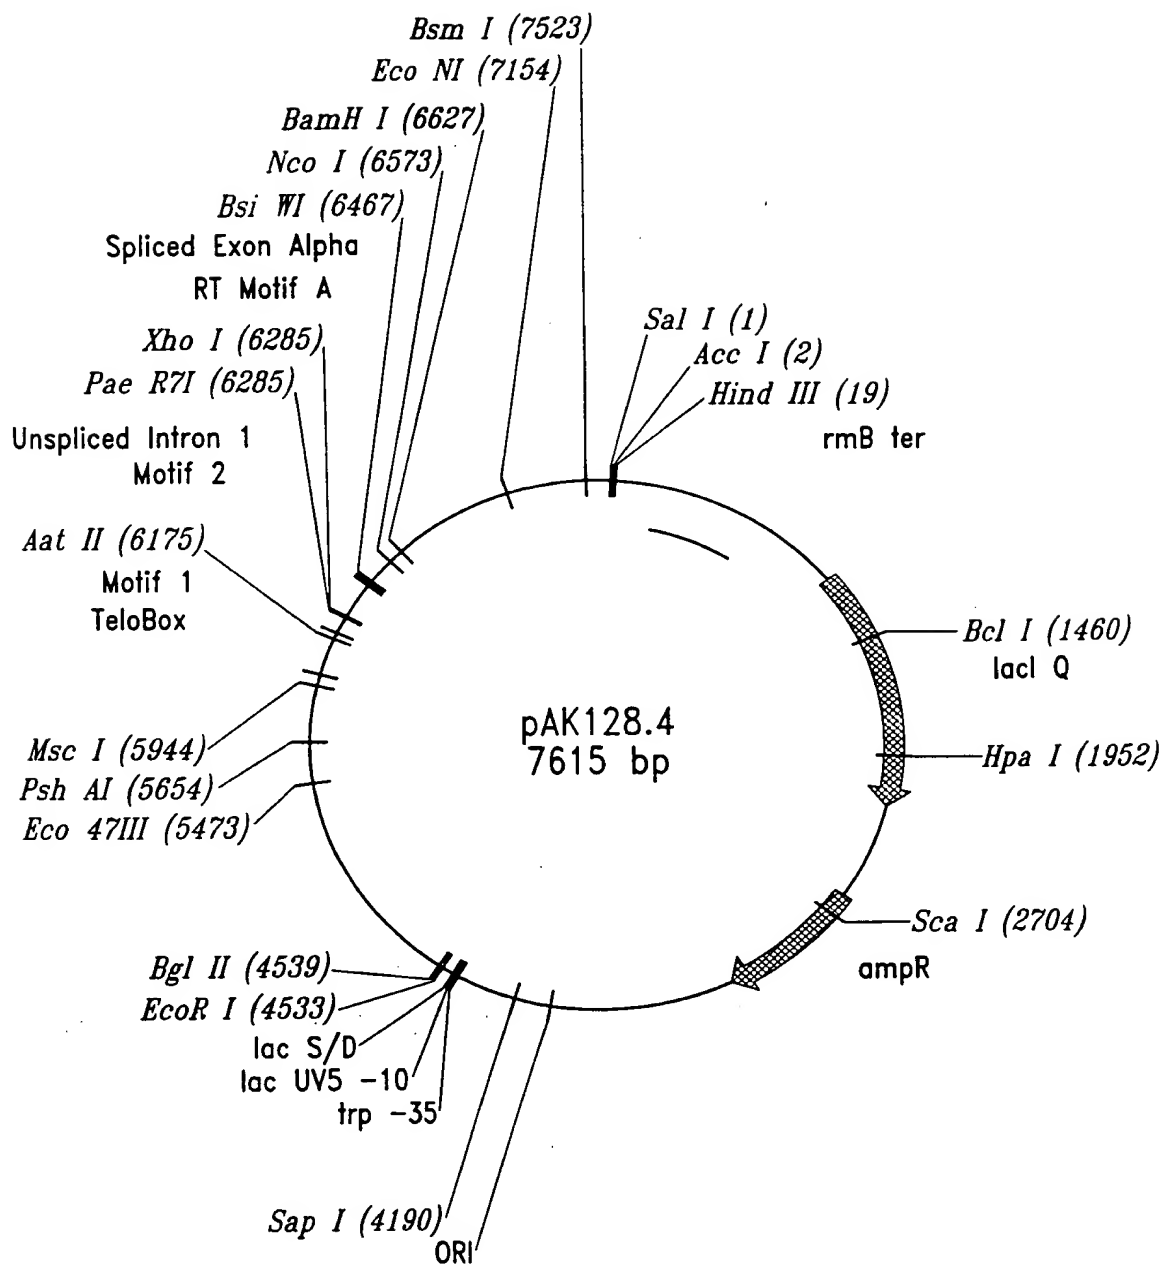 Bsm I (7523)
Eco NI (7154)
BamH I (6627)
Nco I (6573)
Bsi WI (6467)
Spliced Exon Alpha
RT Motif A
Xho I (6285)
Pae R7I (6285)
Unspliced Intron 1
Motif 2
Aat II (6175)
Motif 1
TeloBox
Msc I (5944)
Psh AI (5654)
Eco 47III (5473)
Bgl II (4539)
EcoR I (4533)
lac S/D
lac UV5 -10
trp -35
Sap I (4190)
ORI
Sal I (1)
Acc I (2)
Hind III (19)
rmB ter
Bcl I (1460)
lacI Q
Hpa I (1952)
Sca I (2704)
ampR
pAK128.4
7615 bp